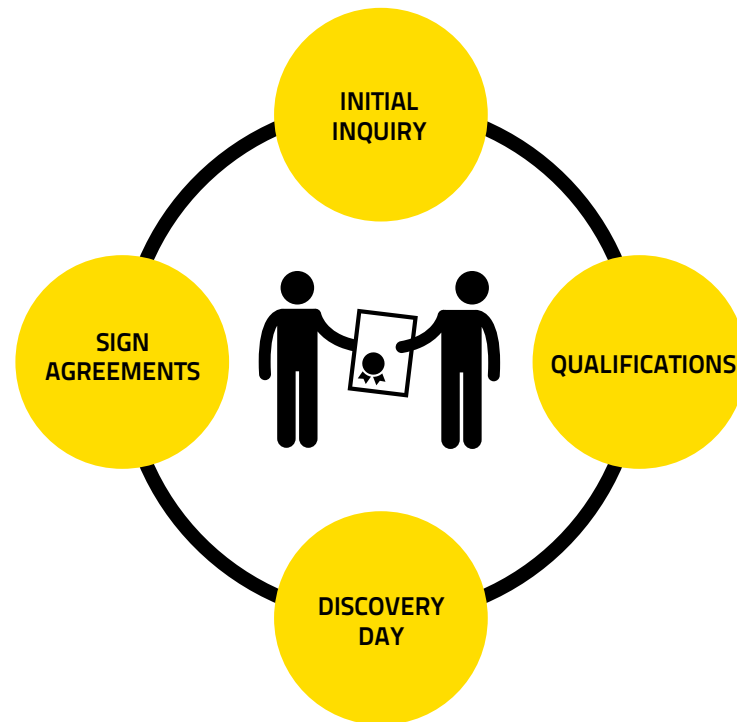 INITIAL
INQUIRY
QUALIFICATIONS
DISCOVERY
DAY
SIGN
AGREEMENTS